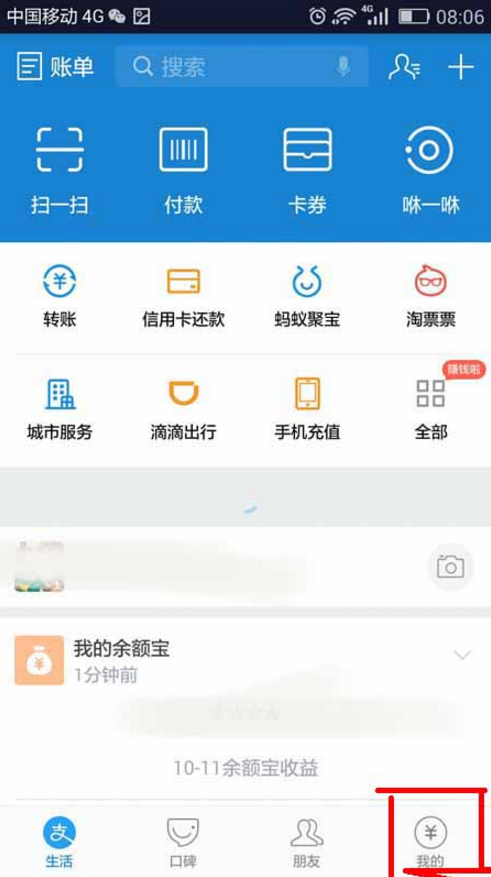 中国移动 4G 4G 08:06
账单 搜索
扫一扫 付款 卡券 咻一咻
转账 信用卡还款 蚂蚁聚宝 淘票票
赚钱啦
城市服务 滴滴出行 手机充值 全部
我的余额宝
1分钟前
10-11余额宝收益
支 ¥
生活 口碑 朋友 我的